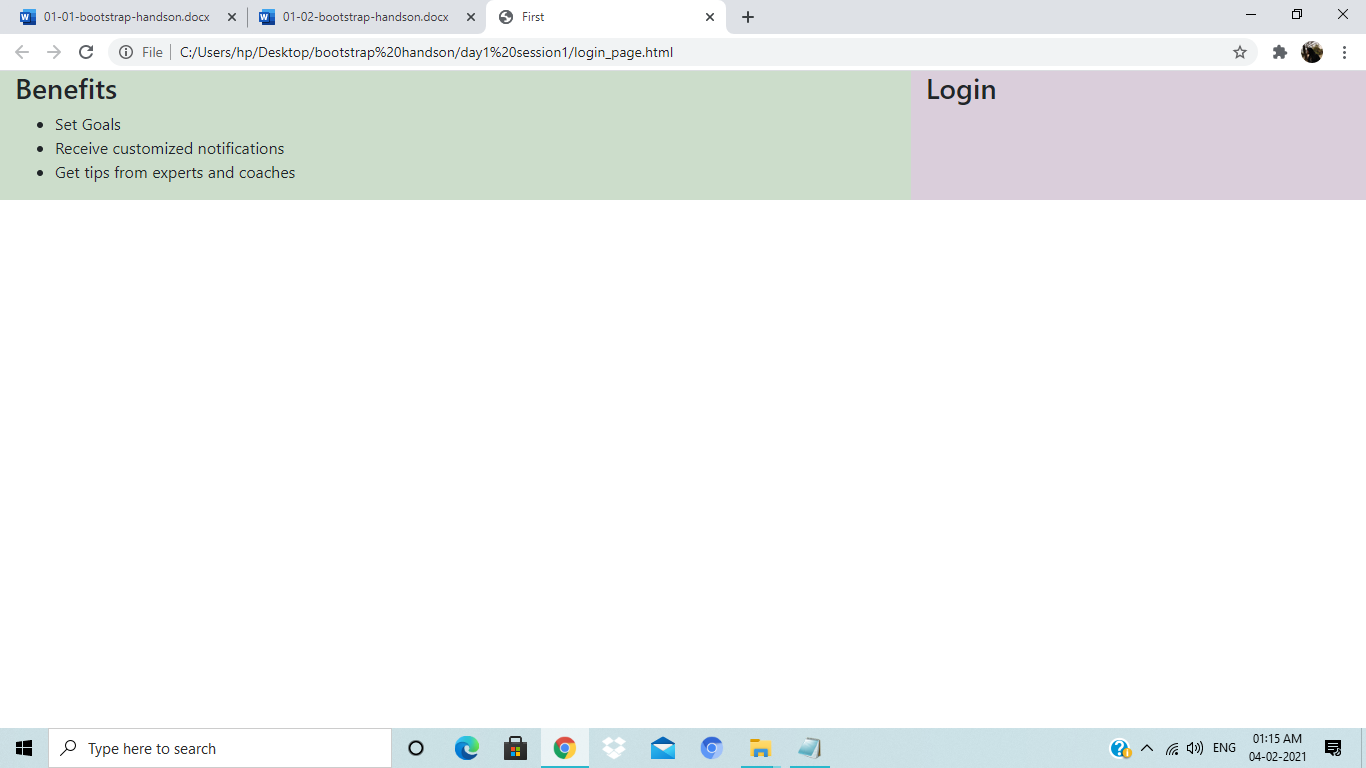 01-01-bootstrap-handson.docx
01-02-bootstrap-handson.docx
First
File
C:/Users/hp/Desktop/bootstrap%20handson/day1%20session1/login_page.html
Benefits
Login
Set Goals
Receive customized notifications
Get tips from experts and coaches
Type here to search
ENG
01:15 AM
04-02-2021